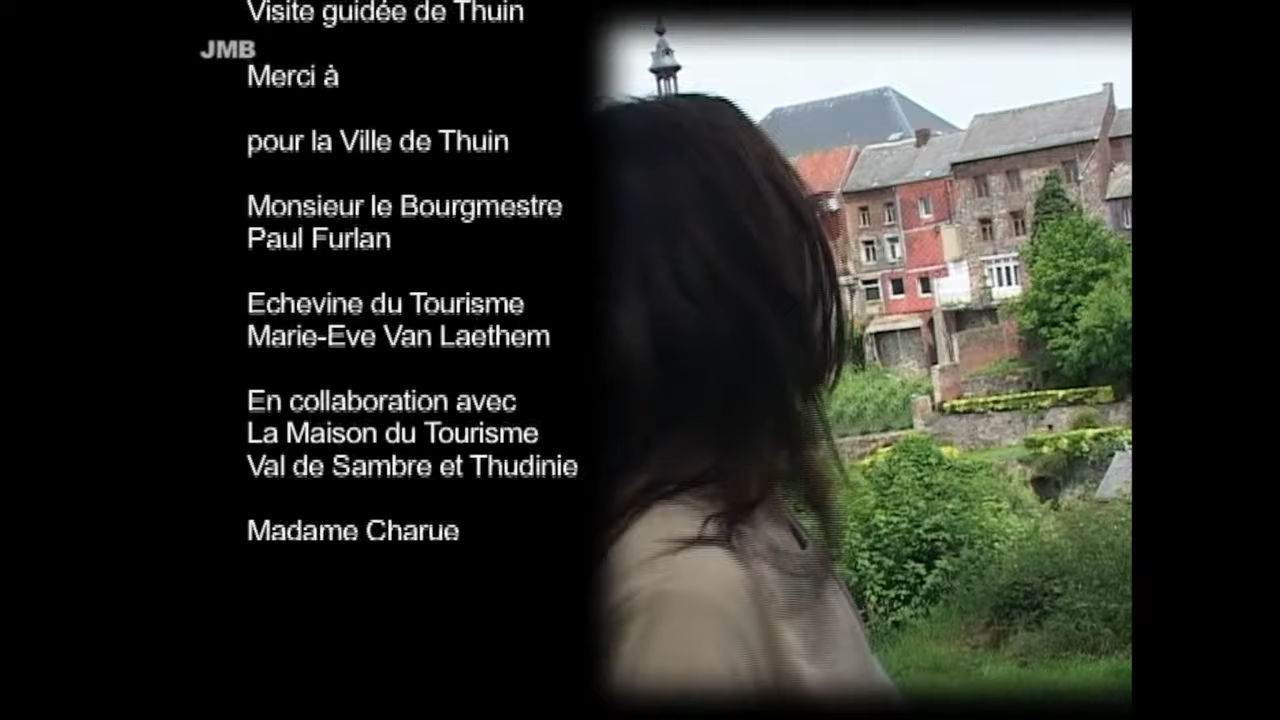 Visite guidée de Thuin
JMB
Merci à
pour la Ville de Thuin
Monsieur le Bourgmestre
Paul Furlan
Echevine du Tourisme
Marie-Eve Van Laethem
En collaboration avec
La Maison du Tourisme
Val de Sambre et Thudinie
Madame Charue